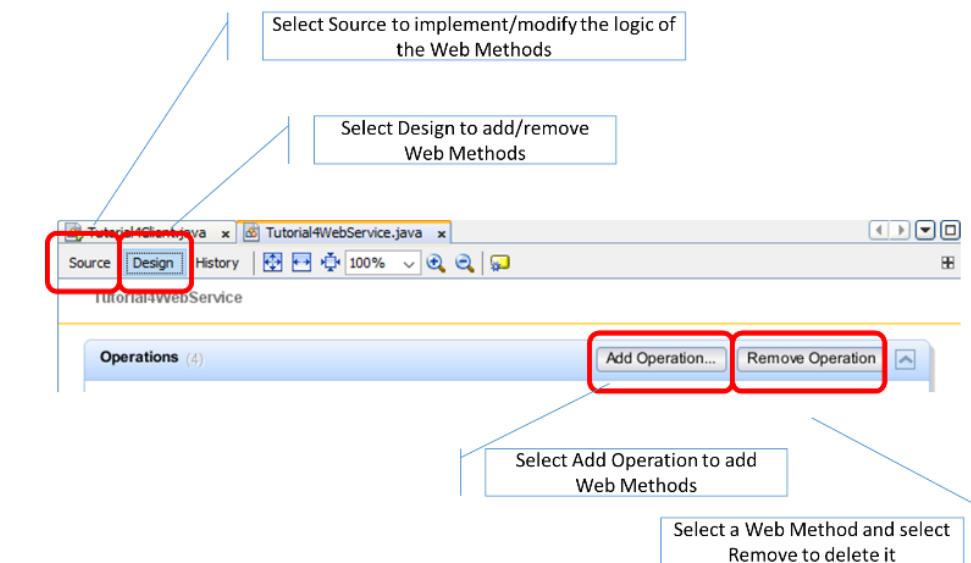 Select Source to implement/modify the logic of
the Web Methods
Select Design to add/remove
Web Methods
Tutorial4Client.java x Tutorial4WebService.java x
Source Design History 100%
Tutorial4WebService
Operations (4) Add Operation... Remove Operation
Select Add Operation to add
Web Methods
Select a Web Method and select
Remove to delete it